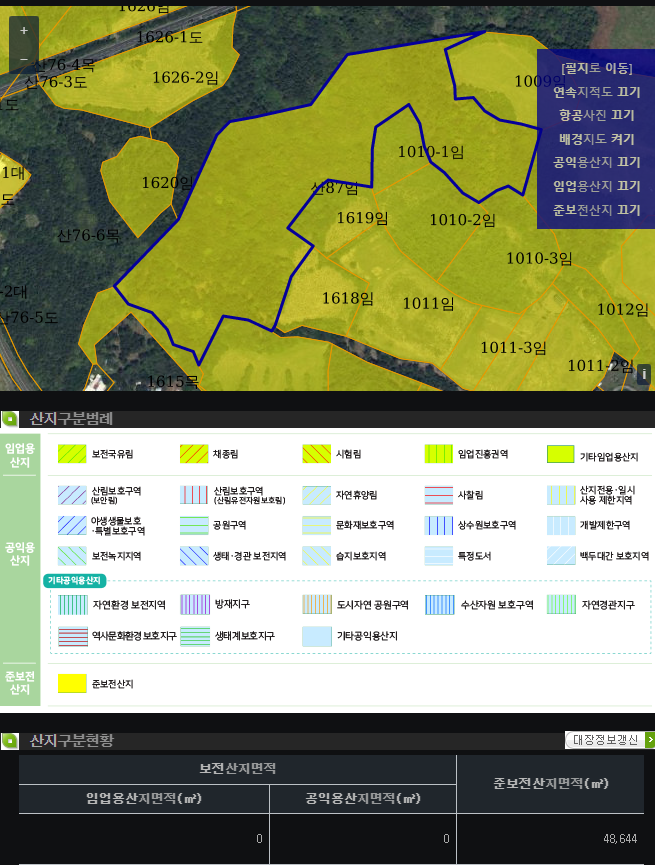 1626임
+
1626-1도
−
산76-4목
[필지로 이동]
산76-3도
1626-2임
1009임
연속지적도 끄기
항공사진 끄기
배경지도 켜기
1010-1임
공익용산지 끄기
1대
1620임
산87임
임업용산지 끄기
도
1619임
1010-2임
준보전산지 끄기
산76-6목
1010-3임
-2대
1618임
1011임
1012임
산76-5도
1011-3임
1011-2임
1615목
i
산지구분범례
임업용
산지
보전국유림
채종림
시험림
임업진흥권역
기타임업용산지
공익용
산지
산림보호구역
(보안림)
산림보호구역
(산림유전자원보호림)
자연휴양림
사찰림
산지전용·일시
사용 제한지역
야생생물보호
·특별보호구역
공원구역
문화재보호구역
상수원보호구역
개발제한구역
보전녹지지역
생태·경관 보전지역
습지보호지역
특정도서
백두대간 보호지역
기타공익용산지
자연환경 보전지역
방재지구
도시자연 공원구역
수산자원 보호구역
자연경관지구
역사문화환경보호지구
생태계보호지구
기타공익용산지
준보전
산지
준보전산지
산지구분현황
대장정보갱신
보전산지면적
준보전산지면적(㎡)
임업용산지면적(㎡)
공익용산지면적(㎡)
0
0
48,644